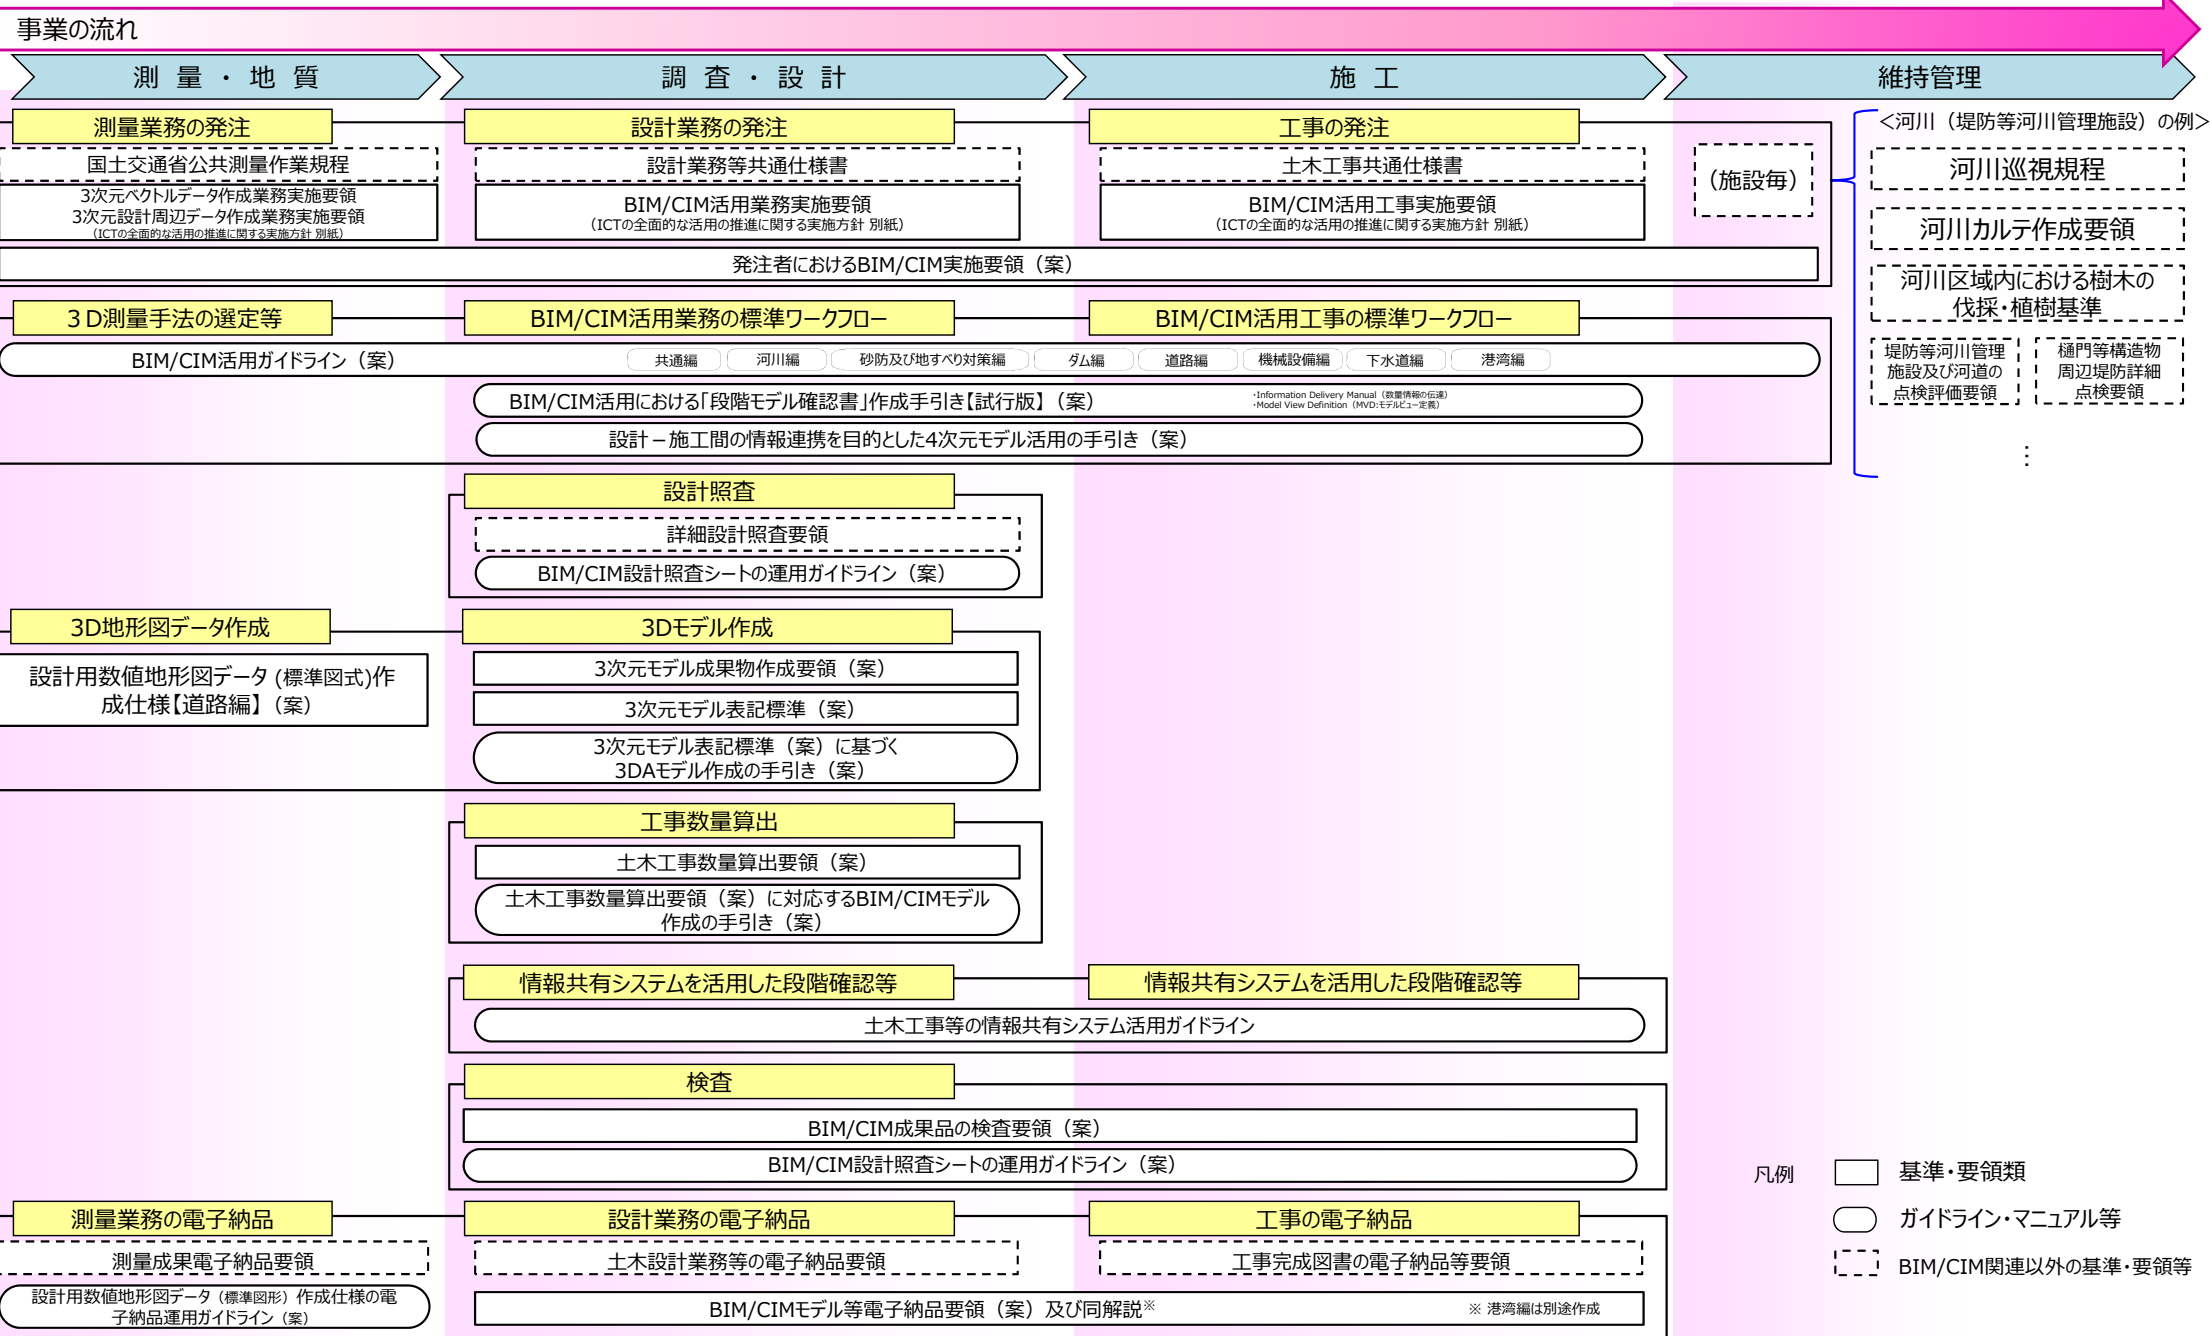 事業の流れ
測量・地質
調査・設計
施工
維持管理
測量業務の発注
設計業務の発注
工事の発注
国土交通省公共測量作業規程
設計業務等共通仕様書
土木工事共通仕様書
3次元ベクトルデータ作成業務実施要領
3次元設計周辺データ作成業務実施要領
（ICTの全面的な活用の推進に関する実施方針 別紙）
BIM/CIM活用業務実施要領
（ICTの全面的な活用の推進に関する実施方針 別紙）
BIM/CIM活用工事実施要領
（ICTの全面的な活用の推進に関する実施方針 別紙）
発注者におけるBIM/CIM実施要領（案）
（施設毎）
＜河川（堤防等河川管理施設）の例＞
河川巡視規程
河川カルテ作成要領
河川区域内における樹木の
伐採・植樹基準
堤防等河川管理
施設及び河道の
点検評価要領
樋門等構造物
周辺堤防詳細
点検要領
⋮
３D測量手法の選定等
BIM/CIM活用業務の標準ワークフロー
BIM/CIM活用工事の標準ワークフロー
BIM/CIM活用ガイドライン（案）
共通編
河川編
砂防及び地すべり対策編
ダム編
道路編
機械設備編
下水道編
港湾編
BIM/CIM活用における「段階モデル確認書」作成手引き【試行版】（案）
・Information Delivery Manual（数量情報の伝達）
・Model View Definition（MVD:モデルビュー定義）
設計－施工間の情報連携を目的とした4次元モデル活用の手引き（案）
設計照査
詳細設計照査要領
BIM/CIM設計照査シートの運用ガイドライン（案）
3D地形図データ作成
3Dモデル作成
設計用数値地形図データ (標準図式)作
成仕様【道路編】（案）
3次元モデル成果物作成要領（案）
3次元モデル表記標準（案）
3次元モデル表記標準（案）に基づく
3DAモデル作成の手引き（案）
工事数量算出
土木工事数量算出要領（案）
土木工事数量算出要領（案）に対応するBIM/CIMモデル
作成の手引き（案）
情報共有システムを活用した段階確認等
情報共有システムを活用した段階確認等
土木工事等の情報共有システム活用ガイドライン
検査
BIM/CIM成果品の検査要領（案）
BIM/CIM設計照査シートの運用ガイドライン（案）
測量業務の電子納品
設計業務の電子納品
工事の電子納品
測量成果電子納品要領
土木設計業務等の電子納品要領
工事完成図書の電子納品等要領
設計用数値地形図データ（標準図形）作成仕様の電
子納品運用ガイドライン（案）
BIM/CIMモデル等電子納品要領（案）及び同解説※
※ 港湾編は別途作成
凡例
基準・要領類
ガイドライン・マニュアル等
BIM/CIM関連以外の基準・要領等